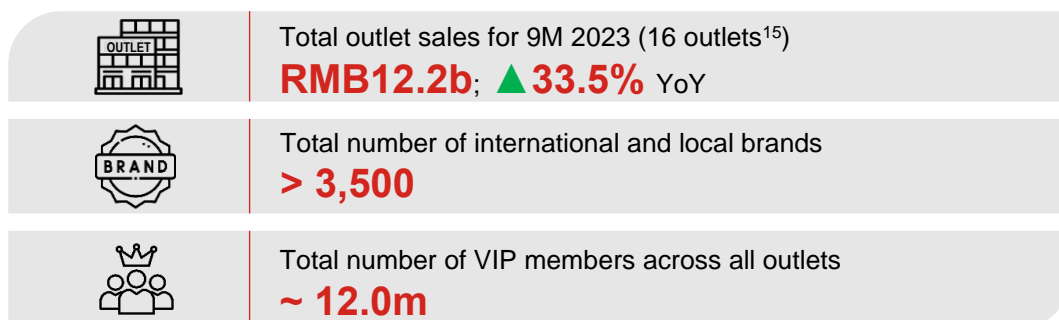 OUTLET
Total outlet sales for 9M 2023 (16 outlets¹⁵)
RMB12.2b; ▲33.5% YoY
BRAND
Total number of international and local brands
> 3,500
Total number of VIP members across all outlets
~ 12.0m